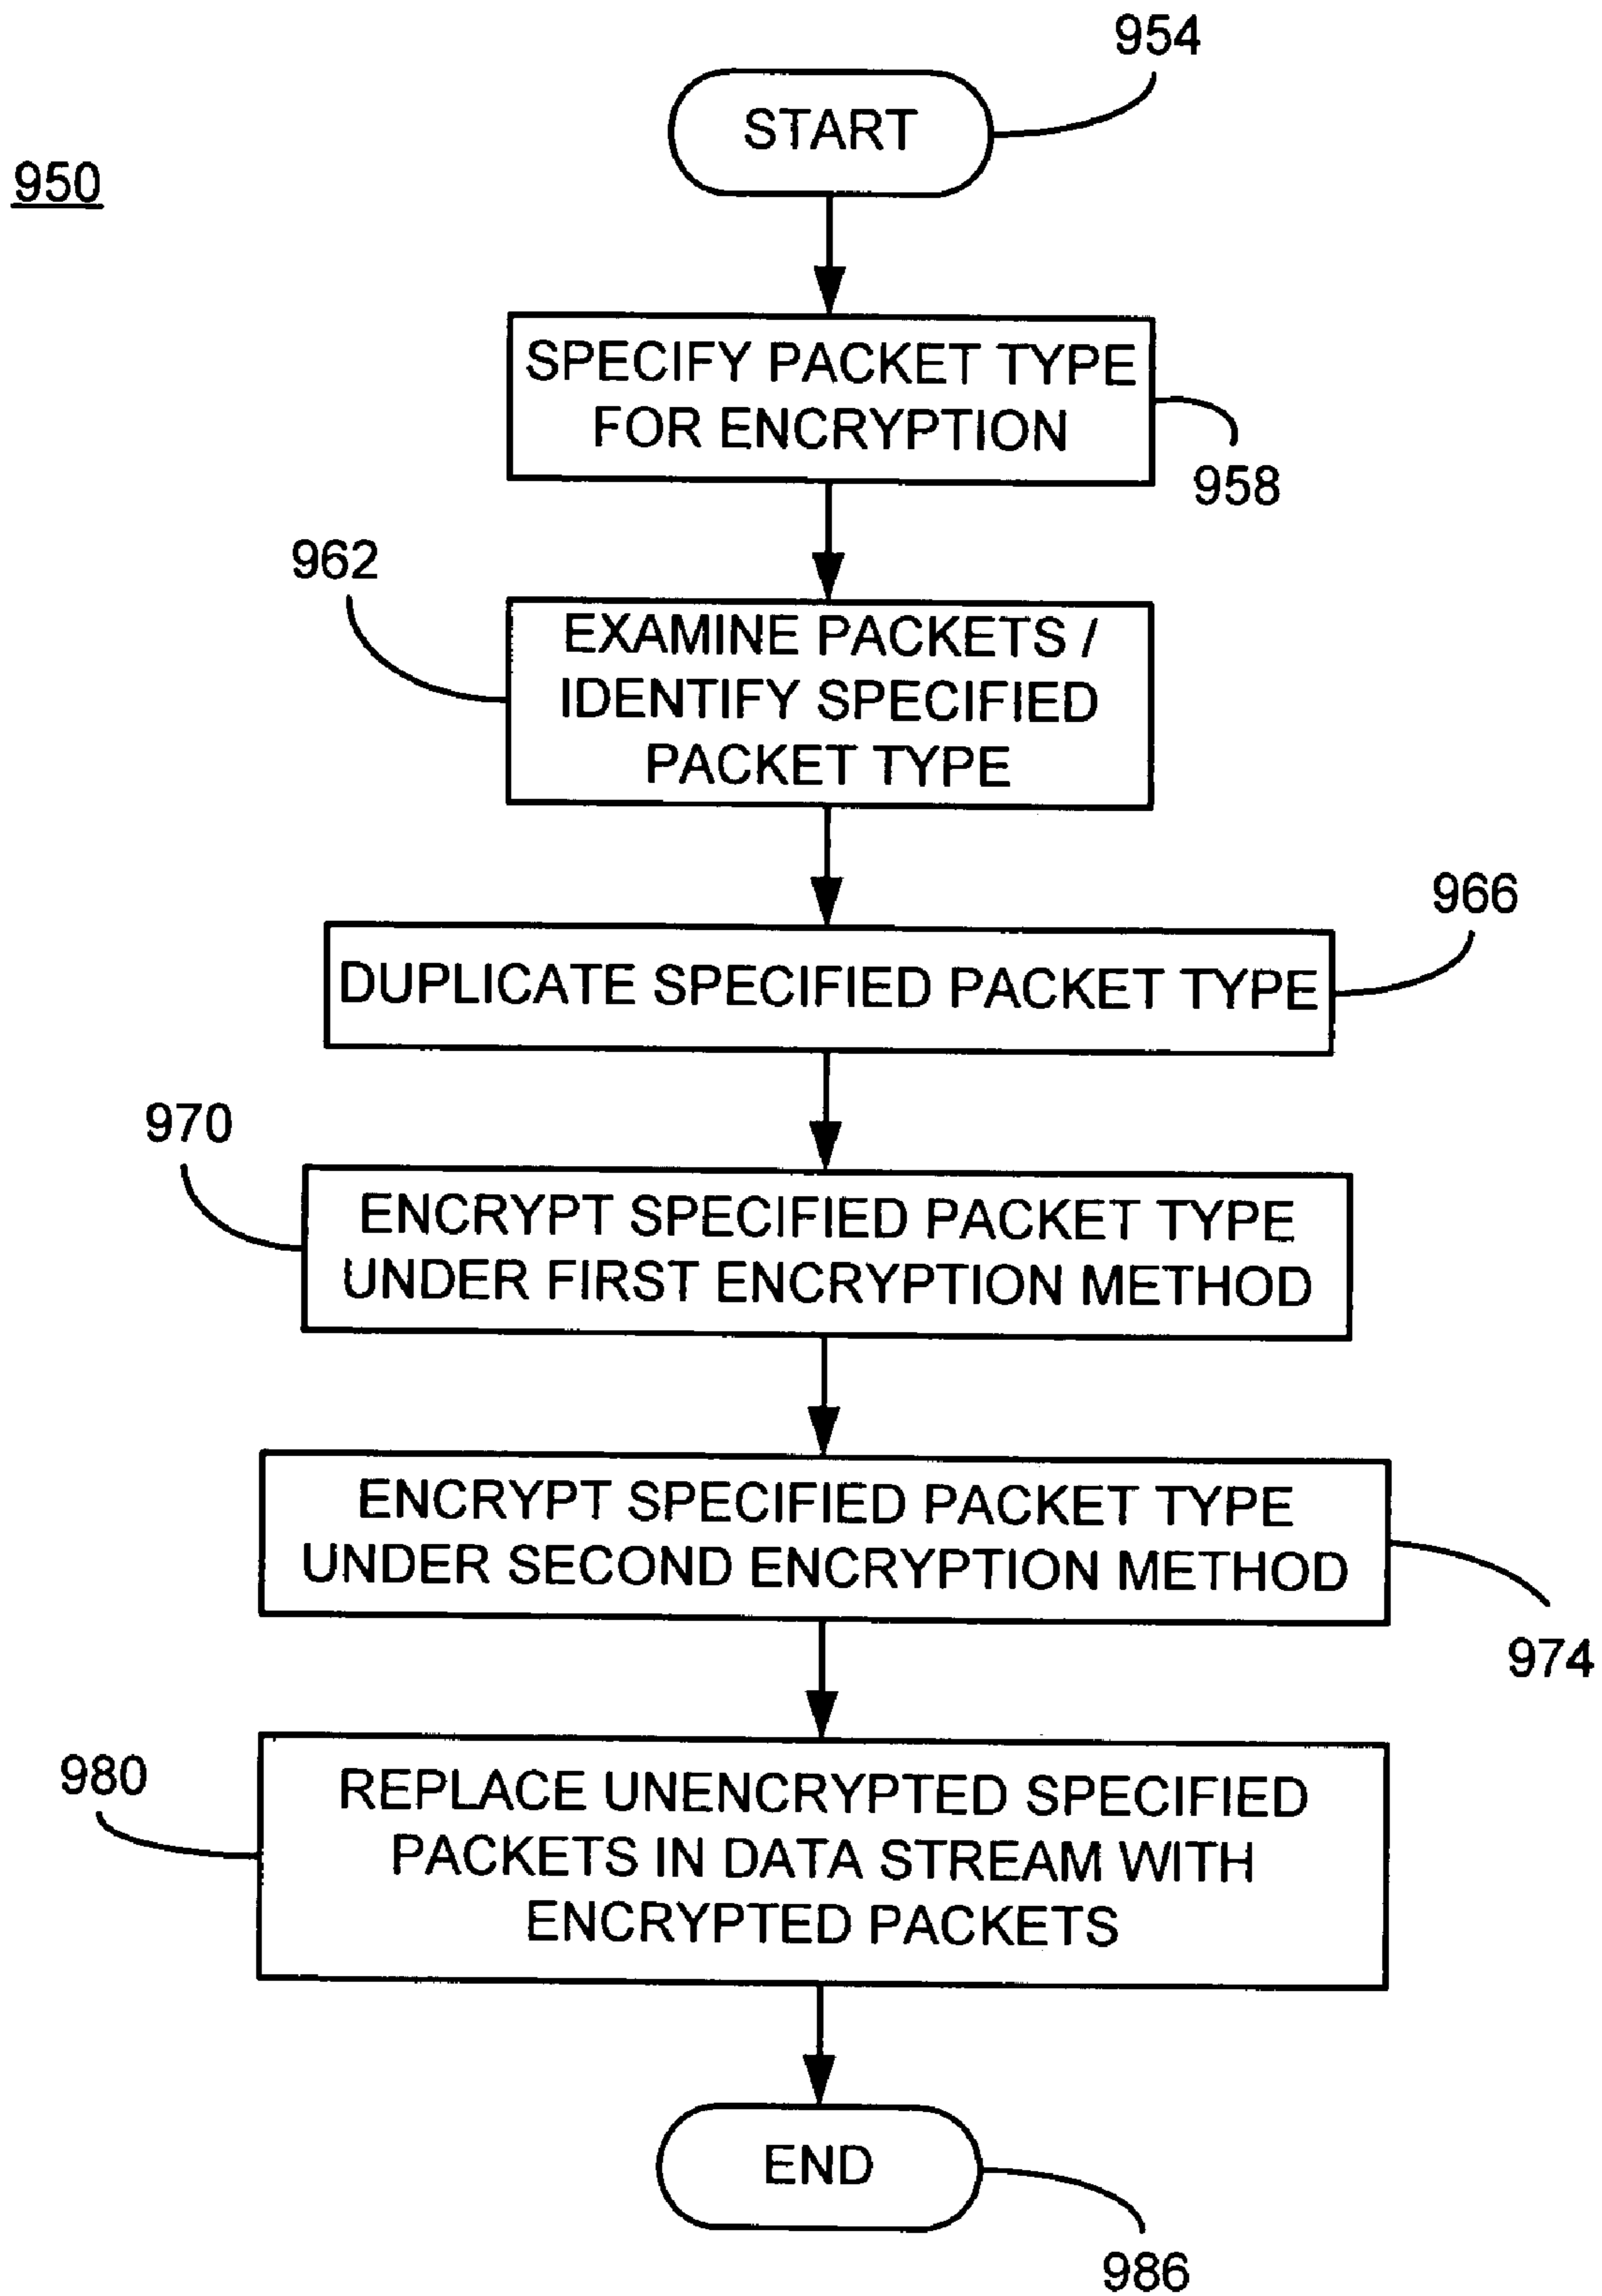 954
START
950
SPECIFY PACKET TYPE
FOR ENCRYPTION
958
962
EXAMINE PACKETS /
IDENTIFY SPECIFIED
PACKET TYPE
966
DUPLICATE SPECIFIED PACKET TYPE
970
ENCRYPT SPECIFIED PACKET TYPE
UNDER FIRST ENCRYPTION METHOD
ENCRYPT SPECIFIED PACKET TYPE
UNDER SECOND ENCRYPTION METHOD
974
980
REPLACE UNENCRYPTED SPECIFIED
PACKETS IN DATA STREAM WITH
ENCRYPTED PACKETS
END
986